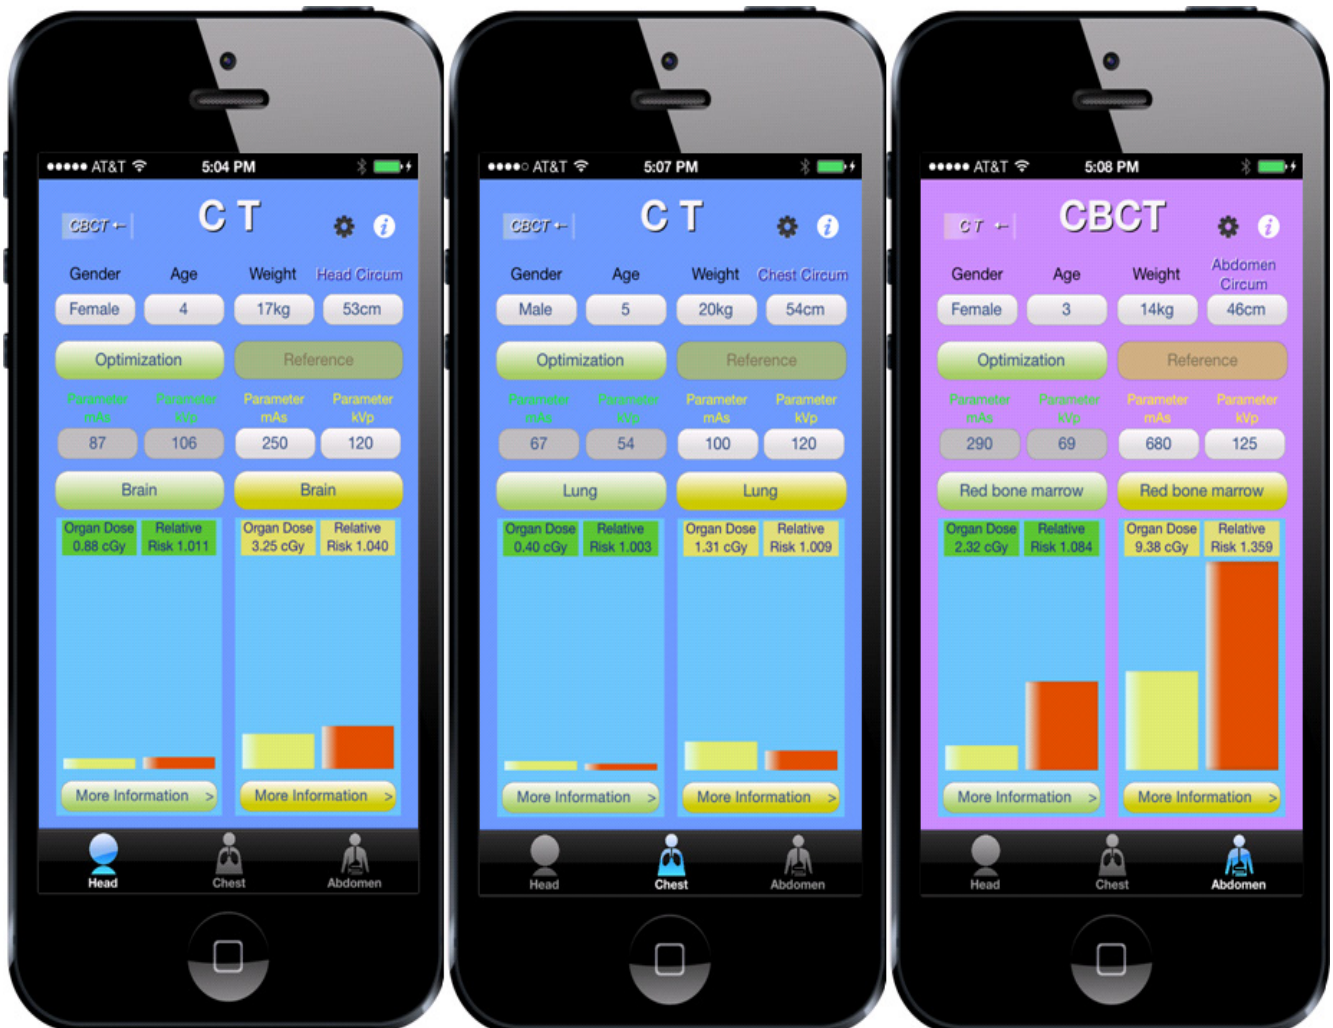 AT&T 5:04 PM
CBCT ← C T i
Gender Age Weight Head Circum
Female 4 17kg 53cm
Optimization Reference
Parameter mAs Parameter kVp Parameter mAs Parameter kVp
87 106 250 120
Brain Brain
Organ Dose 0.88 cGy Relative Risk 1.011 Organ Dose 3.25 cGy Relative Risk 1.040
More Information > More Information >
Head Chest Abdomen
AT&T 5:07 PM
CBCT ← C T i
Gender Age Weight Chest Circum
Male 5 20kg 54cm
Optimization Reference
Parameter mAs Parameter kVp Parameter mAs Parameter kVp
67 54 100 120
Lung Lung
Organ Dose 0.40 cGy Relative Risk 1.003 Organ Dose 1.31 cGy Relative Risk 1.009
More Information > More Information >
Head Chest Abdomen
AT&T 5:08 PM
C T ← CBCT i
Gender Age Weight Abdomen Circum
Female 3 14kg 46cm
Optimization Reference
Parameter mAs Parameter kVp Parameter mAs Parameter kVp
290 69 680 125
Red bone marrow Red bone marrow
Organ Dose 2.32 cGy Relative Risk 1.084 Organ Dose 9.38 cGy Relative Risk 1.359
More Information > More Information >
Head Chest Abdomen